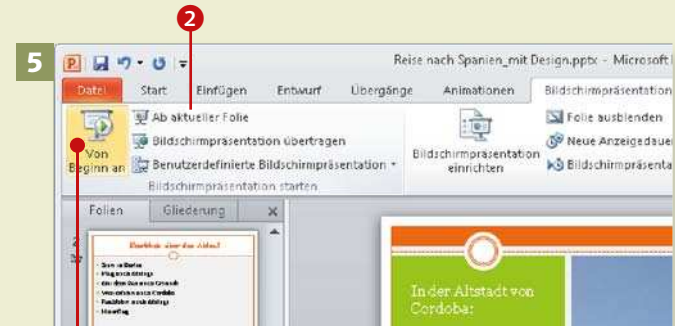 2
5
Reise nach Spanien_mit Design.pptx - Microsoft
Datei Start Einfügen Entwurf Übergänge Animationen Bildschirmpräsentation
Von Beginn an
Ab aktueller Folie
Bildschirmpräsentation übertragen
Benutzerdefinierte Bildschirmpräsentation
Bildschirmpräsentation starten
Bildschirmpräsentation
einrichten
Folie ausblenden
Neue Anzeigedauer
Bildschirmpräsenta
Folien Gliederung
2
In der Altstadt von
Cordoba: